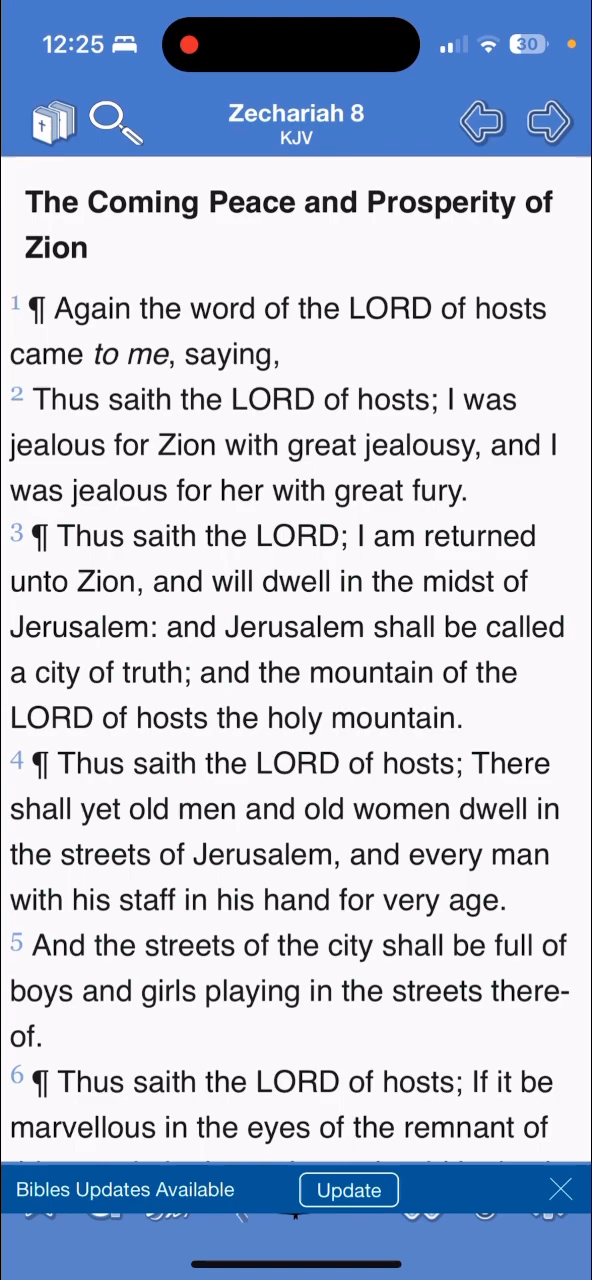 12:25
30
Zechariah 8
KJV
The Coming Peace and Prosperity of
Zion
1 ¶ Again the word of the LORD of hosts
came to me, saying,
2 Thus saith the LORD of hosts; I was
jealous for Zion with great jealousy, and I
was jealous for her with great fury.
3 ¶ Thus saith the LORD; I am returned
unto Zion, and will dwell in the midst of
Jerusalem: and Jerusalem shall be called
a city of truth; and the mountain of the
LORD of hosts the holy mountain.
4 ¶ Thus saith the LORD of hosts; There
shall yet old men and old women dwell in
the streets of Jerusalem, and every man
with his staff in his hand for very age.
5 And the streets of the city shall be full of
boys and girls playing in the streets there-
of.
6 ¶ Thus saith the LORD of hosts; If it be
marvellous in the eyes of the remnant of
Bibles Updates Available
Update